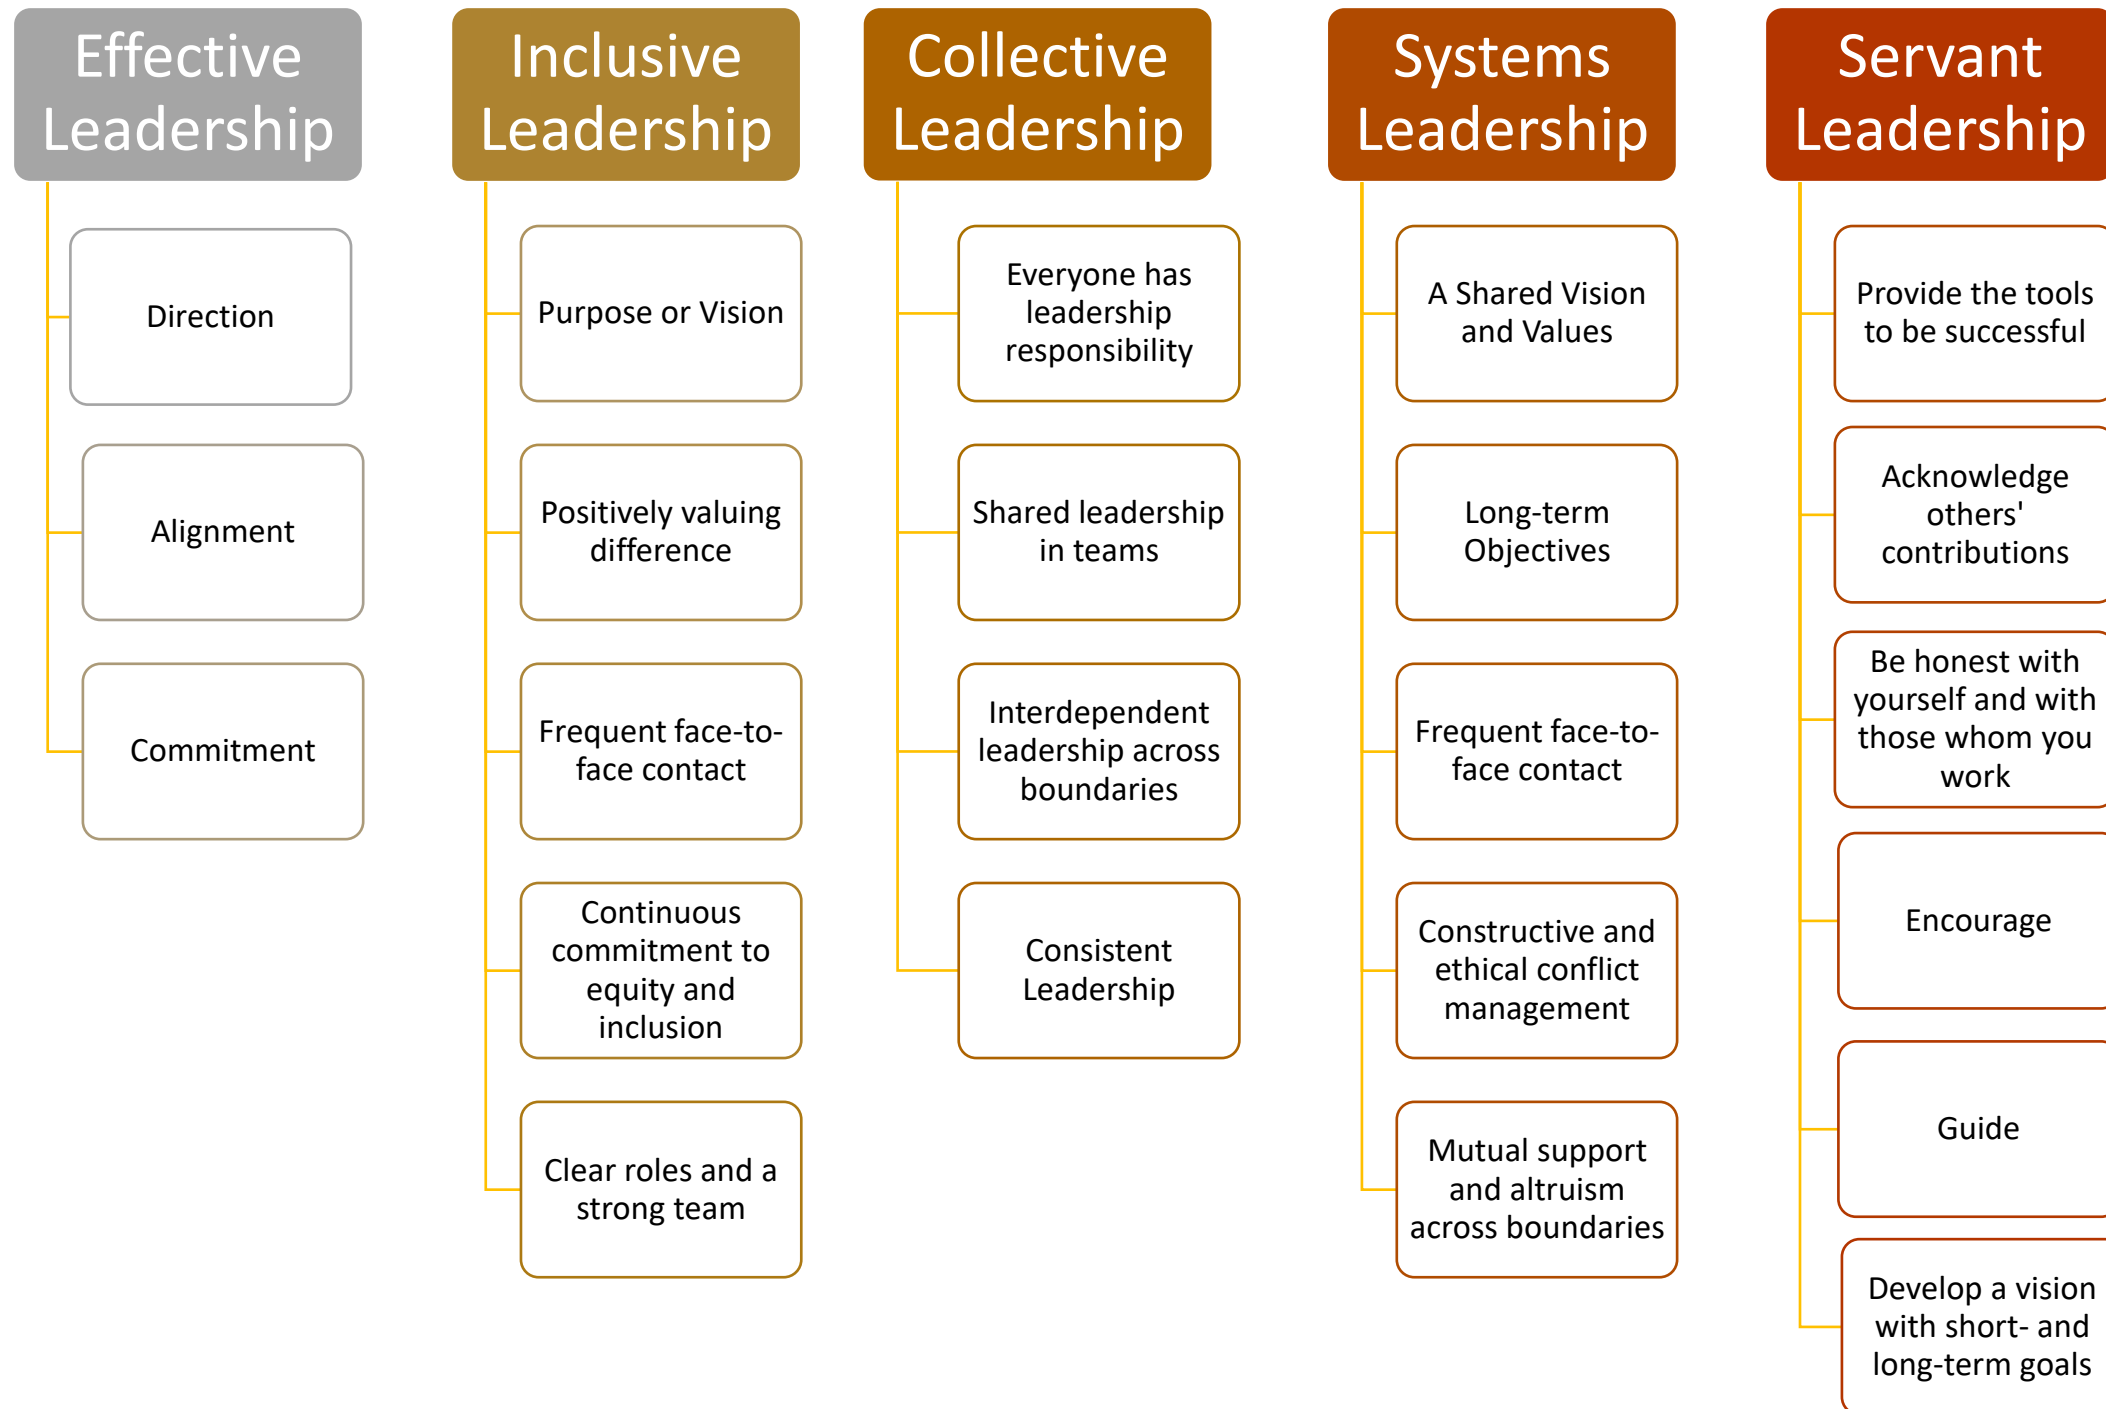 Effective
Leadership
Direction
Alignment
Commitment
Inclusive
Leadership
Purpose or Vision
Positively valuing
difference
Frequent face-to-
face contact
Continuous
commitment to
equity and
inclusion
Clear roles and a
strong team
Collective
Leadership
Everyone has
leadership
responsibility
Shared leadership
in teams
Interdependent
leadership across
boundaries
Consistent
Leadership
Systems
Leadership
A Shared Vision
and Values
Long-term
Objectives
Frequent face-to-
face contact
Constructive and
ethical conflict
management
Mutual support
and altruism
across boundaries
Servant
Leadership
Provide the tools
to be successful
Acknowledge
others'
contributions
Be honest with
yourself and with
those whom you
work
Encourage
Guide
Develop a vision
with short- and
long-term goals